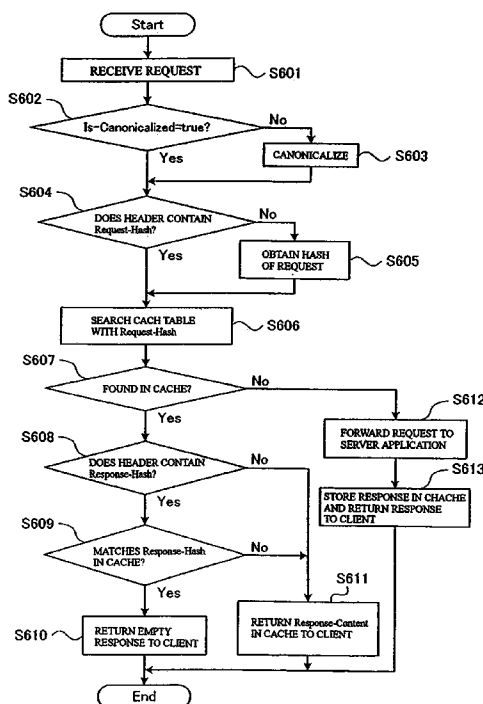 Start
RECEIVE REQUEST
S601
S602
Is-Canonicalized=true?
No
Yes
CANONICALIZE
S603
S604
DOES HEADER CONTAIN
Request-Hash?
No
Yes
OBTAIN HASH
OF REQUEST
S605
SEARCH CACH TABLE
WITH Request-Hash
S606
S607
FOUND IN CACHE?
No
Yes
S612
FORWARD REQUEST TO
SERVER APPLICATION
S608
DOES HEADER CONTAIN
Response-Hash?
No
Yes
S613
STORE RESPONSE IN CHACHE
AND RETURN RESPONSE
TO CLIENT
S609
MATCHES Response-Hash
IN CACHE?
No
Yes
S611
RETURN Response-Content
IN CACHE TO CLIENT
S610
RETURN EMPTY
RESPONSE TO CLIENT
End